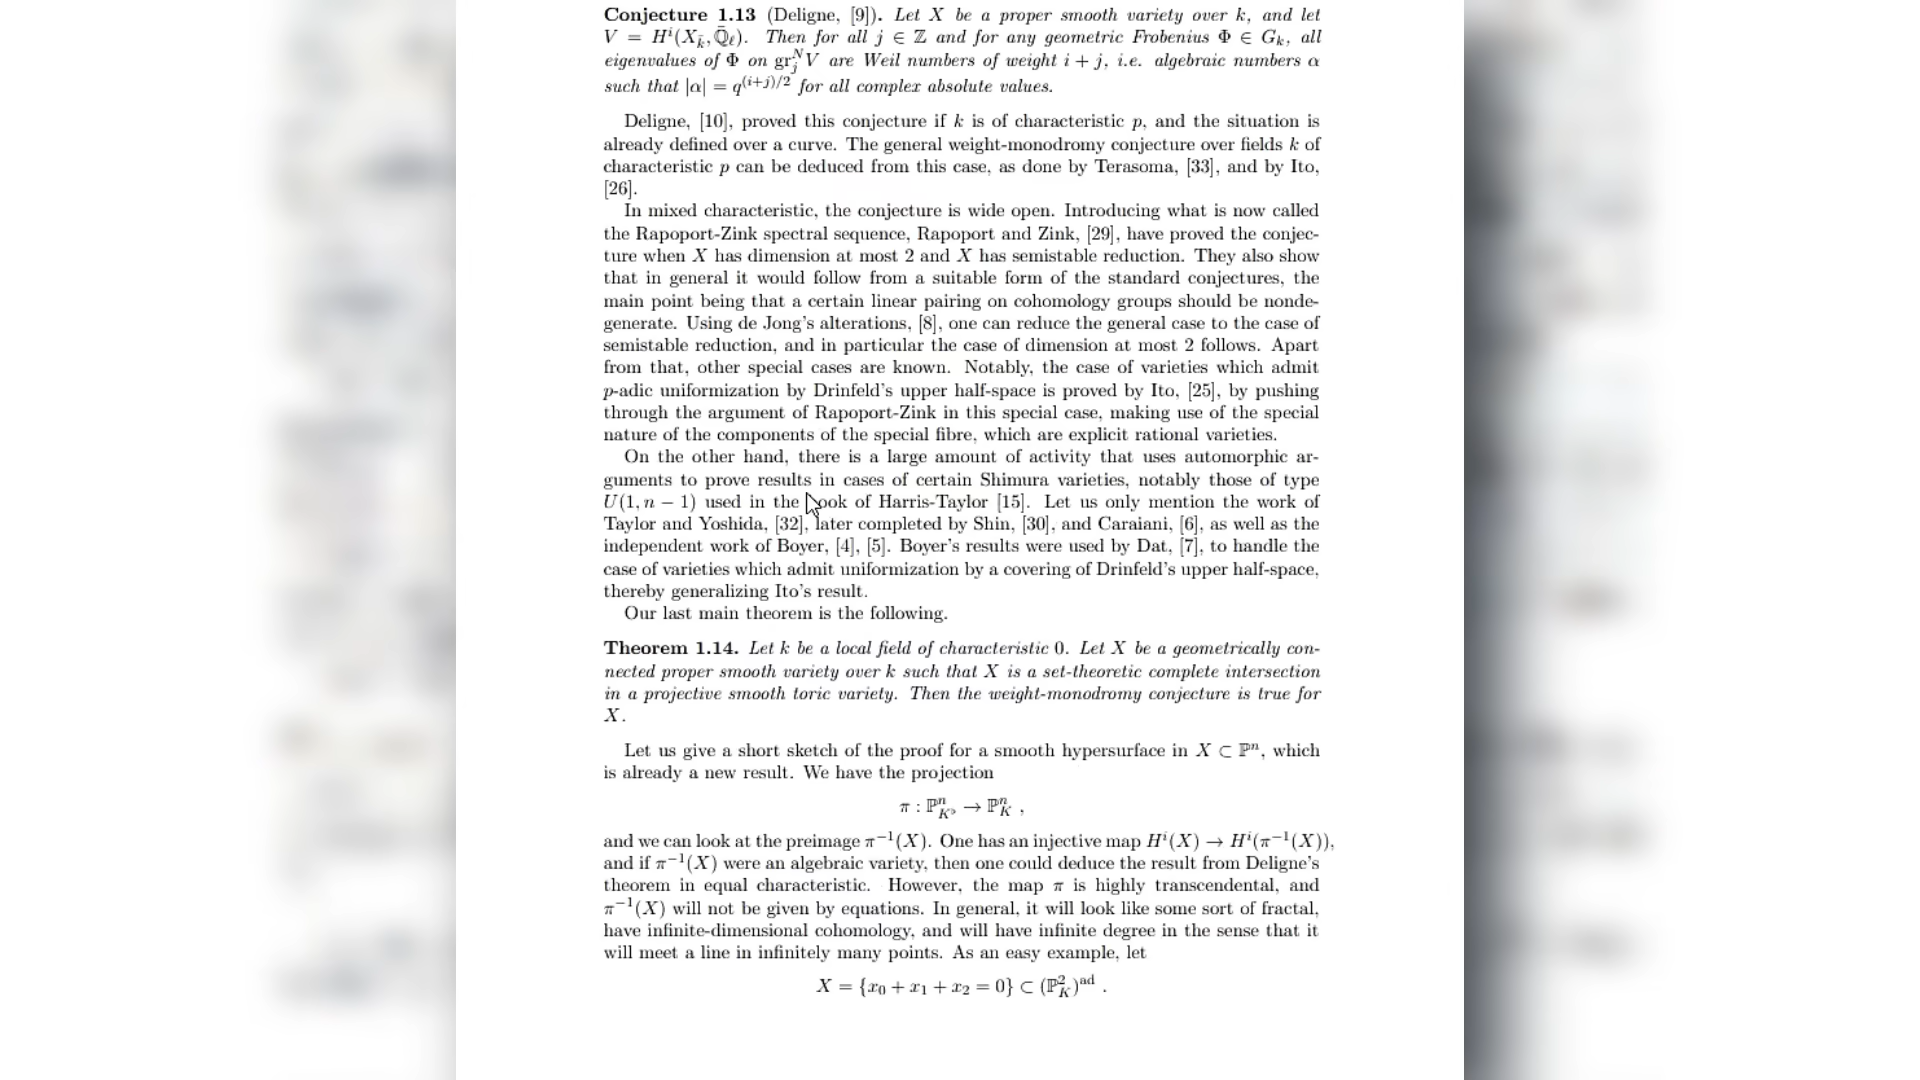 Conjecture 1.13 (Deligne, [9]). Let X be a proper smooth variety over k, and let
V = Hⁱ(X_k̄, Q̄_ℓ). Then for all j ∈ ℤ and for any geometric Frobenius Φ ∈ G_k, all
eigenvalues of Φ on gr_j^N V are Weil numbers of weight i + j, i.e. algebraic numbers α
such that |α| = q^{(i+j)/2} for all complex absolute values.
Deligne, [10], proved this conjecture if k is of characteristic p, and the situation is
already defined over a curve. The general weight-monodromy conjecture over fields k of
characteristic p can be deduced from this case, as done by Terasoma, [33], and by Ito,
[26].
In mixed characteristic, the conjecture is wide open. Introducing what is now called
the Rapoport-Zink spectral sequence, Rapoport and Zink, [29], have proved the conjec-
ture when X has dimension at most 2 and X has semistable reduction. They also show
that in general it would follow from a suitable form of the standard conjectures, the
main point being that a certain linear pairing on cohomology groups should be nonde-
generate. Using de Jong's alterations, [8], one can reduce the general case to the case of
semistable reduction, and in particular the case of dimension at most 2 follows. Apart
from that, other special cases are known. Notably, the case of varieties which admit
p-adic uniformization by Drinfeld's upper half-space is proved by Ito, [25], by pushing
through the argument of Rapoport-Zink in this special case, making use of the special
nature of the components of the special fibre, which are explicit rational varieties.
On the other hand, there is a large amount of activity that uses automorphic ar-
guments to prove results in cases of certain Shimura varieties, notably those of type
U(1, n − 1) used in the book of Harris-Taylor [15]. Let us only mention the work of
Taylor and Yoshida, [32], later completed by Shin, [30], and Caraiani, [6], as well as the
independent work of Boyer, [4], [5]. Boyer's results were used by Dat, [7], to handle the
case of varieties which admit uniformization by a covering of Drinfeld's upper half-space,
thereby generalizing Ito's result.
Our last main theorem is the following.
Theorem 1.14. Let k be a local field of characteristic 0. Let X be a geometrically con-
nected proper smooth variety over k such that X is a set-theoretic complete intersection
in a projective smooth toric variety. Then the weight-monodromy conjecture is true for
X.
Let us give a short sketch of the proof for a smooth hypersurface in X ⊂ ℙⁿ, which
is already a new result. We have the projection
π : ℙⁿ_{K♭} → ℙⁿ_K ,
and we can look at the preimage π⁻¹(X). One has an injective map Hⁱ(X) → Hⁱ(π⁻¹(X)),
and if π⁻¹(X) were an algebraic variety, then one could deduce the result from Deligne's
theorem in equal characteristic. However, the map π is highly transcendental, and
π⁻¹(X) will not be given by equations. In general, it will look like some sort of fractal,
have infinite-dimensional cohomology, and will have infinite degree in the sense that it
will meet a line in infinitely many points. As an easy example, let
X = {x₀ + x₁ + x₂ = 0} ⊂ (ℙ²_K)^{ad} .